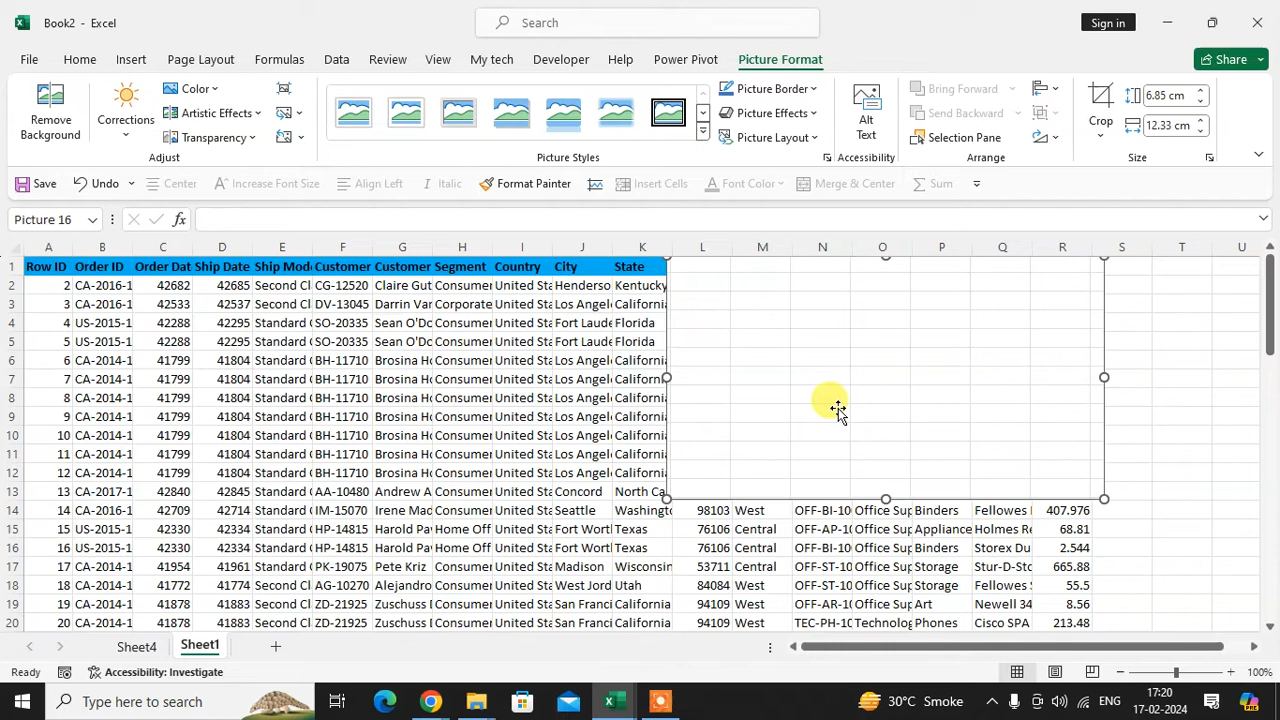 Book2 - Excel
Search
Sign in
File Home Insert Page Layout Formulas Data Review View My tech Developer Help Power Pivot Picture Format
Share
Remove Background
Corrections
Color
Artistic Effects
Transparency
Adjust
Picture Styles
Picture Border
Picture Effects
Picture Layout
Alt Text
Accessibility
Bring Forward
Send Backward
Selection Pane
Arrange
Crop
6.85 cm
12.33 cm
Size
Save Undo Center Increase Font Size Align Left Italic Format Painter Insert Cells Font Color Merge & Center Sum
Picture 16
A B C D E F G H I J K L M N O P Q R S T U
1 Row ID Order ID Order Dat Ship Date Ship Mod Customer Customer Segment Country City State
2 2 CA-2016-1 42682 42685 Second Cl CG-12520 Claire Gut Consumer United Sta Henderso Kentucky
3 3 CA-2016-1 42533 42537 Second Cl DV-13045 Darrin Van Corporate United Sta Los Angele California
4 4 US-2015-1 42288 42295 Standard C SO-20335 Sean O'Do Consumer United Sta Fort Laude Florida
5 5 US-2015-1 42288 42295 Standard C SO-20335 Sean O'Do Consumer United Sta Fort Laude Florida
6 6 CA-2014-1 41799 41804 Standard C BH-11710 Brosina Ho Consumer United Sta Los Angele California
7 7 CA-2014-1 41799 41804 Standard C BH-11710 Brosina Ho Consumer United Sta Los Angele California
8 8 CA-2014-1 41799 41804 Standard C BH-11710 Brosina Ho Consumer United Sta Los Angele California
9 9 CA-2014-1 41799 41804 Standard C BH-11710 Brosina Ho Consumer United Sta Los Angele California
10 10 CA-2014-1 41799 41804 Standard C BH-11710 Brosina Ho Consumer United Sta Los Angele California
11 11 CA-2014-1 41799 41804 Standard C BH-11710 Brosina Ho Consumer United Sta Los Angele California
12 12 CA-2014-1 41799 41804 Standard C BH-11710 Brosina Ho Consumer United Sta Los Angele California
13 13 CA-2017-1 42840 42845 Standard C AA-10480 Andrew A Consumer United Sta Concord North Ca
14 14 CA-2016-1 42709 42714 Standard C IM-15070 Irene Mad Consumer United Sta Seattle Washingto 98103 West OFF-BI-10 Office Sup Binders Fellowes 407.976
15 15 US-2015-1 42330 42334 Standard C HP-14815 Harold Pa Home Off United Sta Fort Worth Texas 76106 Central OFF-AP-10 Office Sup Appliance Holmes Re 68.81
16 16 US-2015-1 42330 42334 Standard C HP-14815 Harold Pa Home Off United Sta Fort Worth Texas 76106 Central OFF-BI-10 Office Sup Binders Storex Du 2.544
17 17 CA-2014-1 41954 41961 Standard C PK-19075 Pete Kriz Consumer United Sta Madison Wisconsin 53711 Central OFF-ST-10 Office Sup Storage Stur-D-Sto 665.88
18 18 CA-2014-1 41772 41774 Second Cl AG-10270 Alejandro Consumer United Sta West Jord Utah 84084 West OFF-ST-10 Office Sup Storage Fellowes 55.5
19 19 CA-2014-1 41878 41883 Second Cl ZD-21925 Zuschuss D Consumer United Sta San Franci California 94109 West OFF-AR-10 Office Sup Art Newell 34 8.56
20 20 CA-2014-1 41878 41883 Second Cl ZD-21925 Zuschuss D Consumer United Sta San Franci California 94109 West TEC-PH-10 Technolog Phones Cisco SPA 213.48
Sheet4 Sheet1
Ready Accessibility: Investigate 100%
Type here to search
30°C Smoke
ENG
17:20
17-02-2024